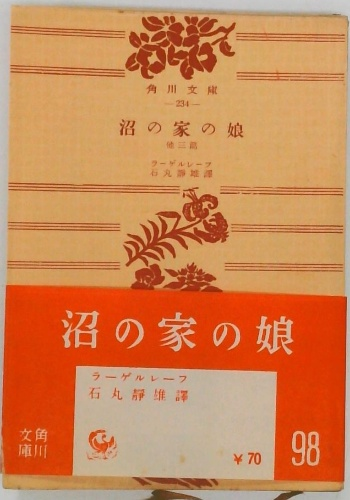 角川文庫
—234—
沼の家の娘
他三篇
ラーゲルレーフ
石丸靜雄譯
沼の家の娘
ラーゲルレーフ
石丸靜雄譯
角川
文庫
¥70
98